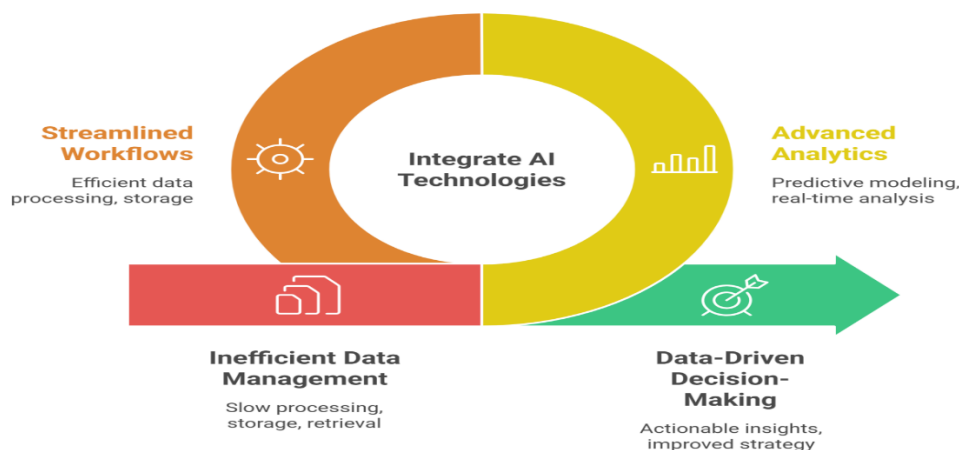 Streamlined
Workflows
Efficient data
processing, storage
Integrate AI
Technologies
Advanced
Analytics
Predictive modeling,
real-time analysis
Inefficient Data
Management
Slow processing,
storage, retrieval
Data-Driven
Decision-
Making
Actionable insights,
improved strategy